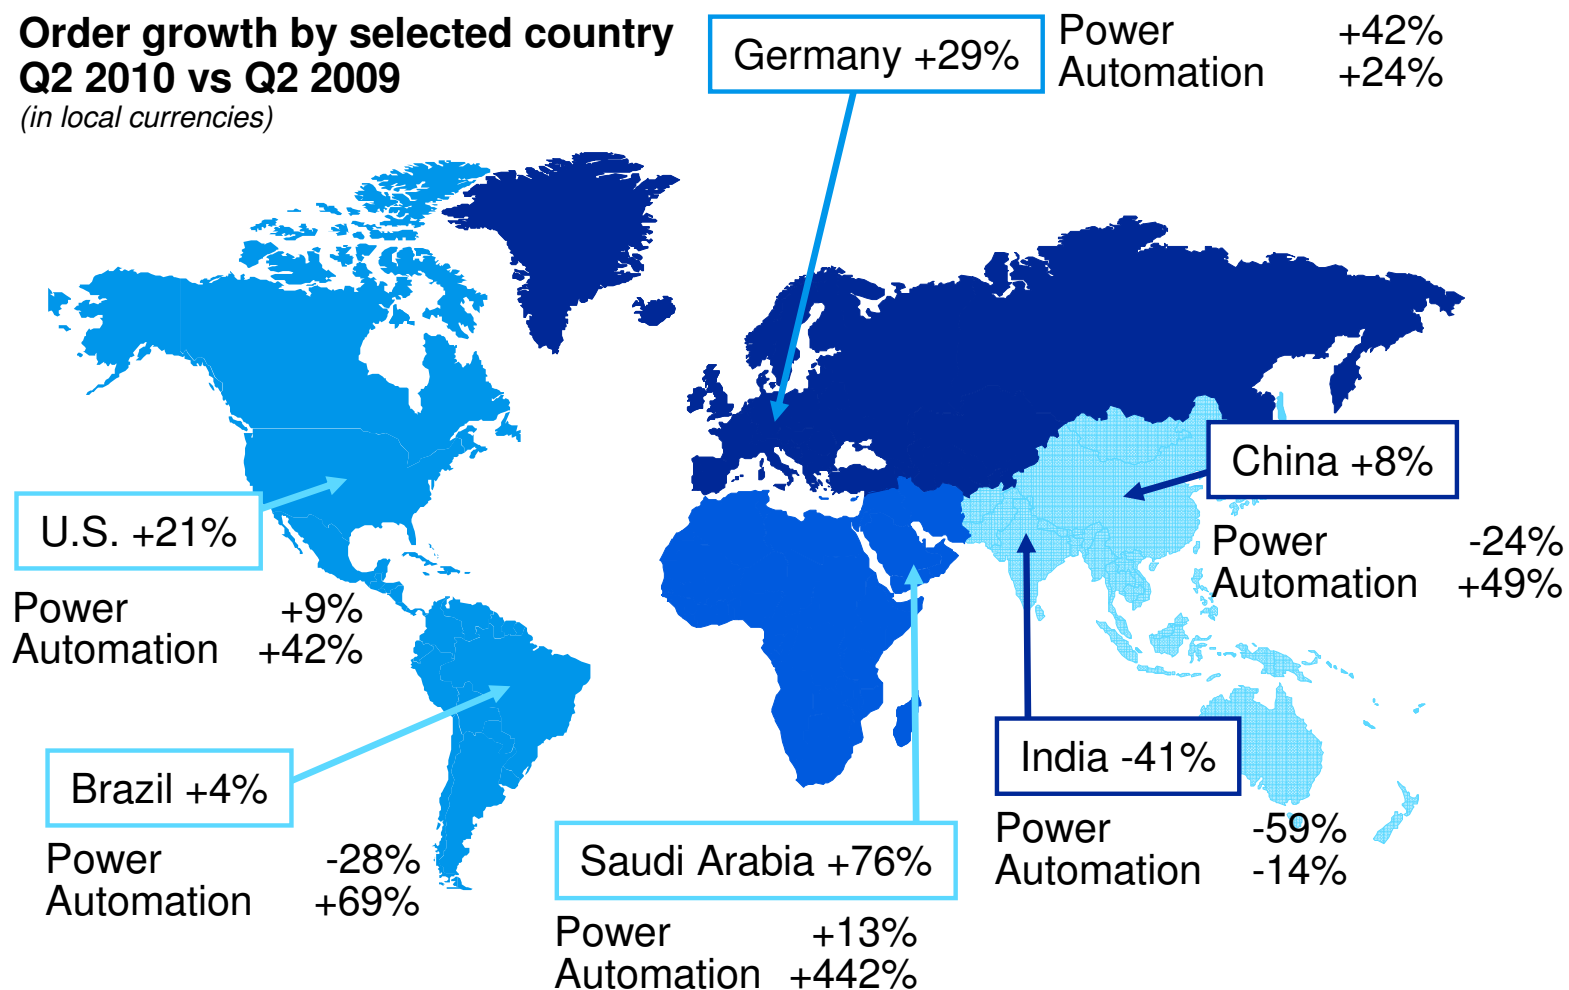 Order growth by selected country
Q2 2010 vs Q2 2009
(in local currencies)
Germany +29%
Power +42%
Automation +24%
China +8%
Power -24%
Automation +49%
U.S. +21%
Power +9%
Automation +42%
Brazil +4%
Power -28%
Automation +69%
Saudi Arabia +76%
Power +13%
Automation +442%
India -41%
Power -59%
Automation -14%